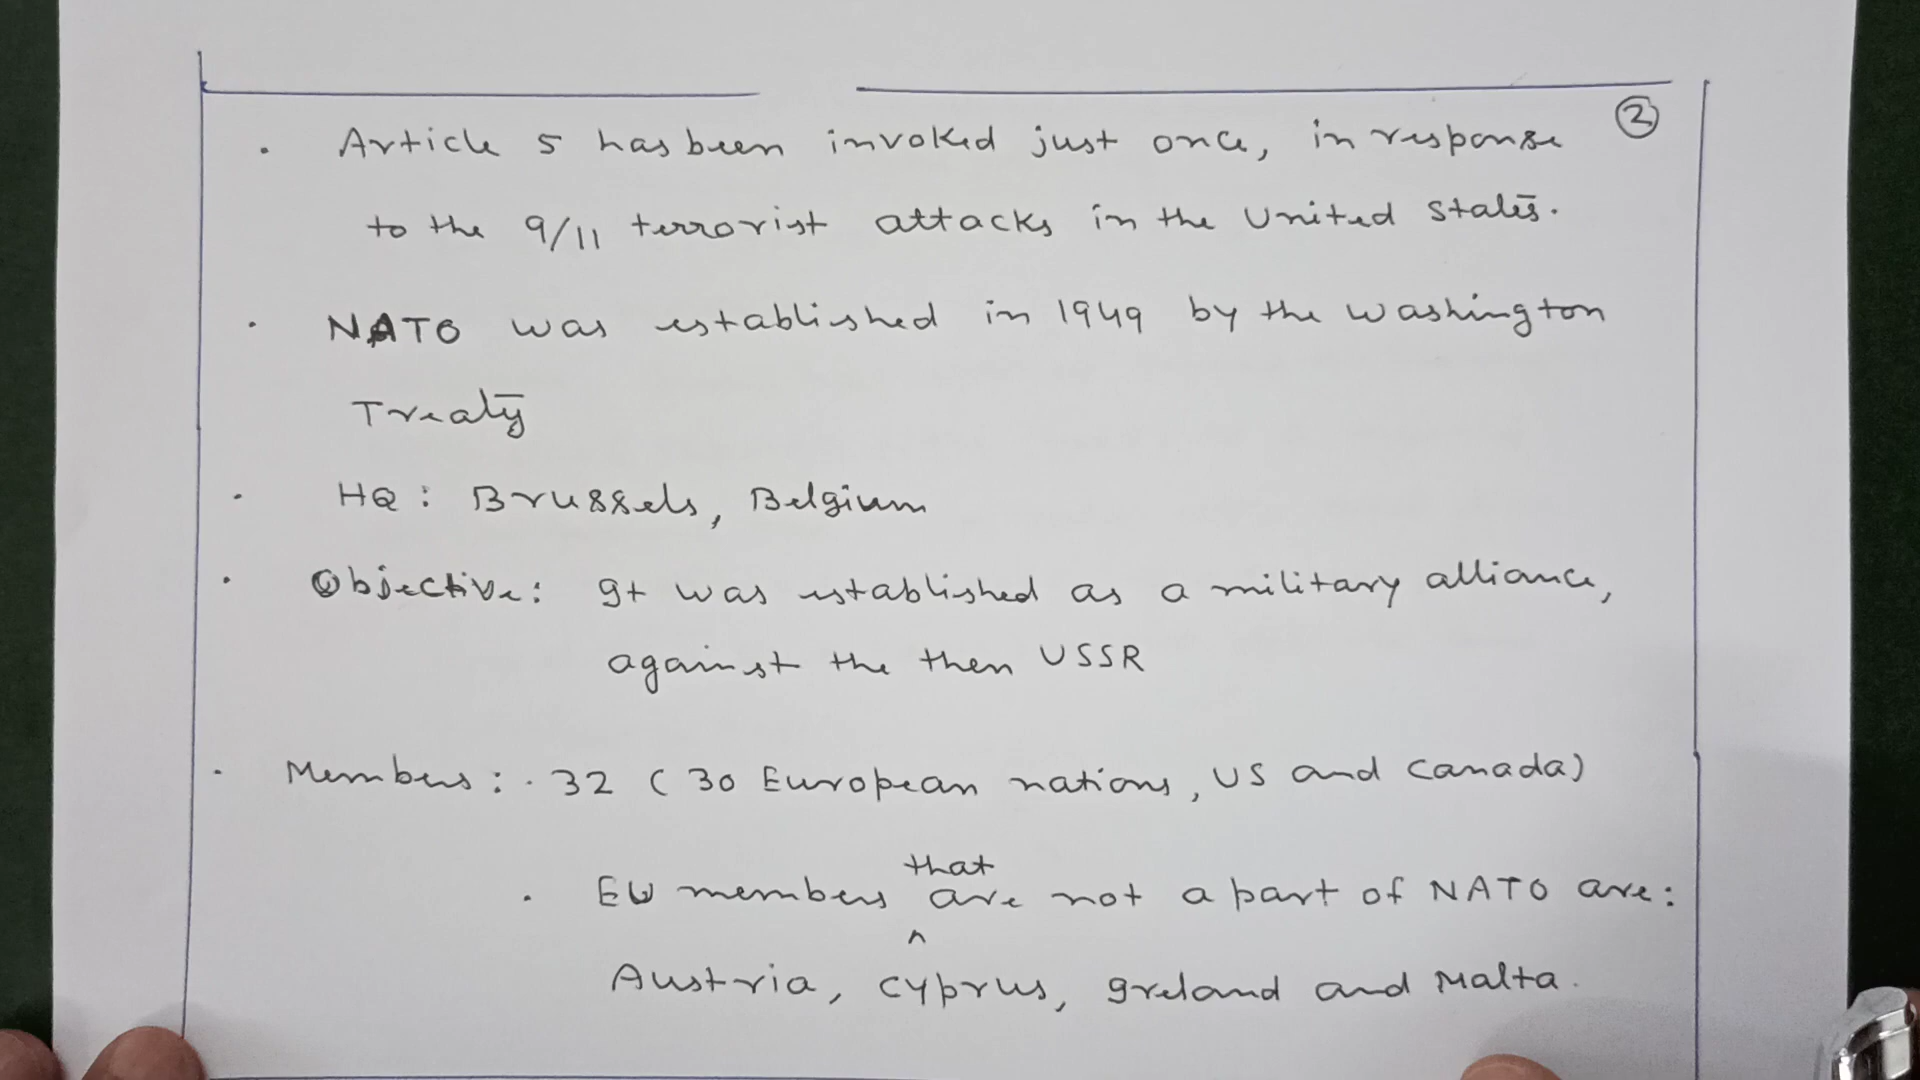 ②
• Article 5 has been invoked just once, in response
to the 9/11 terrorist attacks in the United States.
• NATO was established in 1949 by the Washington
Treaty
• HQ: Brussels, Belgium
• Objective: It was established as a military alliance,
against the then USSR
• Members: 32 (30 European nations, US and Canada)
• EU members that are not a part of NATO are:
Austria, Cyprus, Ireland and Malta.